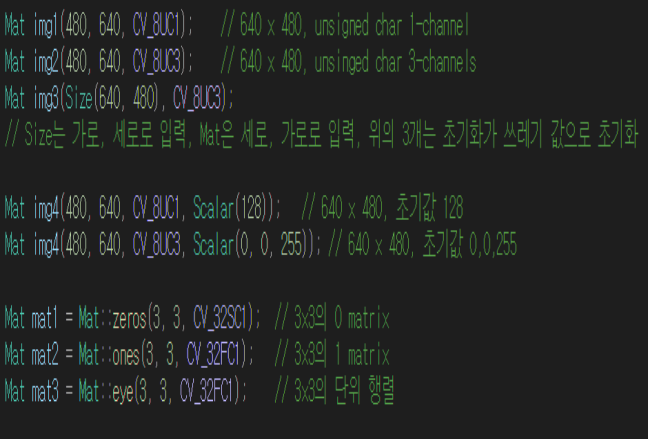 Mat img1(480, 640, CV_8UC1);   // 640 × 480, unsigned char 1-channel
Mat img2(480, 640, CV_8UC3);   // 640 × 480, unsinged char 3-channels
Mat img3(Size(640, 480), CV_8UC3);
// Size는 가로, 세로로 입력, Mat은 세로, 가로로 입력, 위의 3개는 초기화가 쓰레기 값으로 초기화
Mat img4(480, 640, CV_8UC1, Scalar(128));   // 640 × 480, 초기값 128
Mat img4(480, 640, CV_8UC3, Scalar(0, 0, 255)); // 640 × 480, 초기값 0,0,255
Mat mat1 = Mat::zeros(3, 3, CV_32SC1);  // 3x3의 0 matrix
Mat mat2 = Mat::ones(3, 3, CV_32FC1);   // 3x3의 1 matrix
Mat mat3 = Mat::eye(3, 3, CV_32FC1);    // 3x3의 단위 행렬